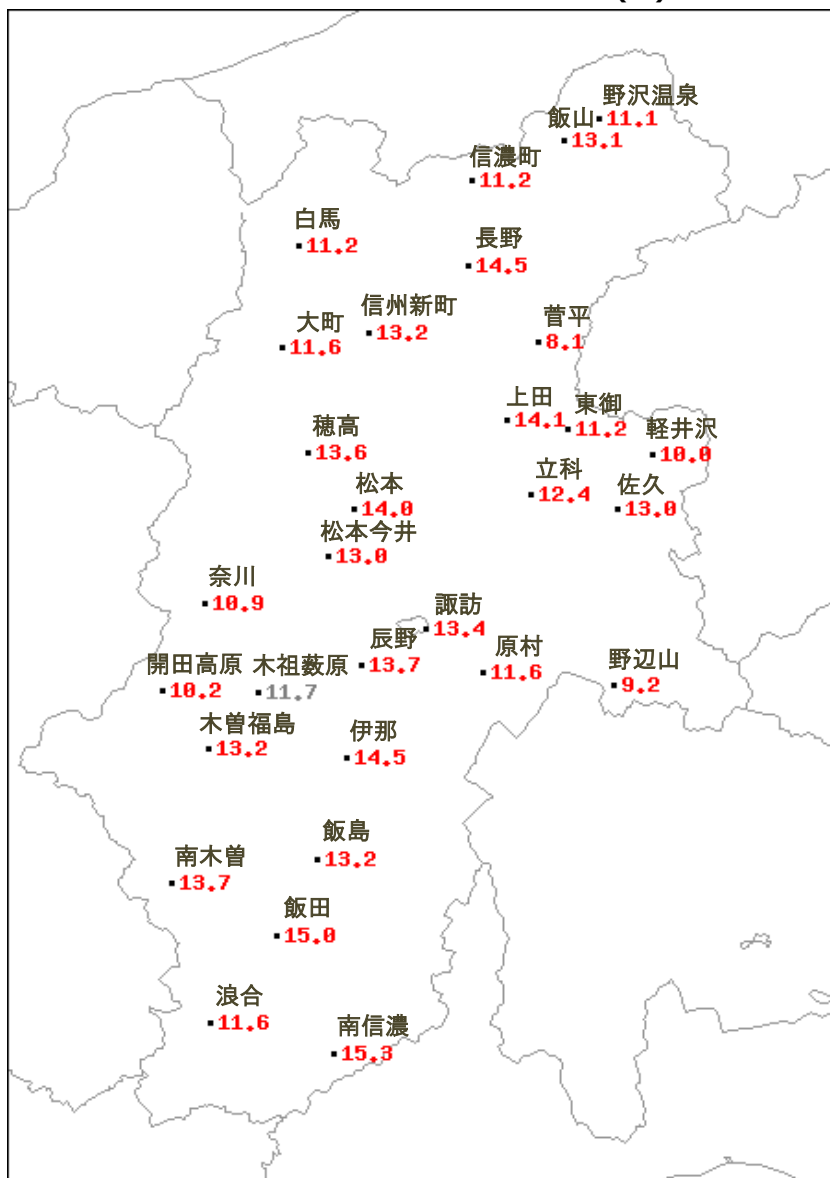 野沢温泉
11.1
飯山
13.1
信濃町
11.2
白馬
11.2
長野
14.5
信州新町
13.2
大町
11.6
菅平
8.1
上田
14.1
東御
11.2
軽井沢
10.0
穂高
13.6
立科
12.4
佐久
13.0
松本
14.0
松本今井
13.0
奈川
10.9
諏訪
13.4
辰野
13.7
原村
11.6
野辺山
9.2
開田高原
10.2
木祖薮原
11.7
木曽福島
13.2
伊那
14.5
飯島
13.2
南木曽
13.7
飯田
15.0
浪合
11.6
南信濃
15.3